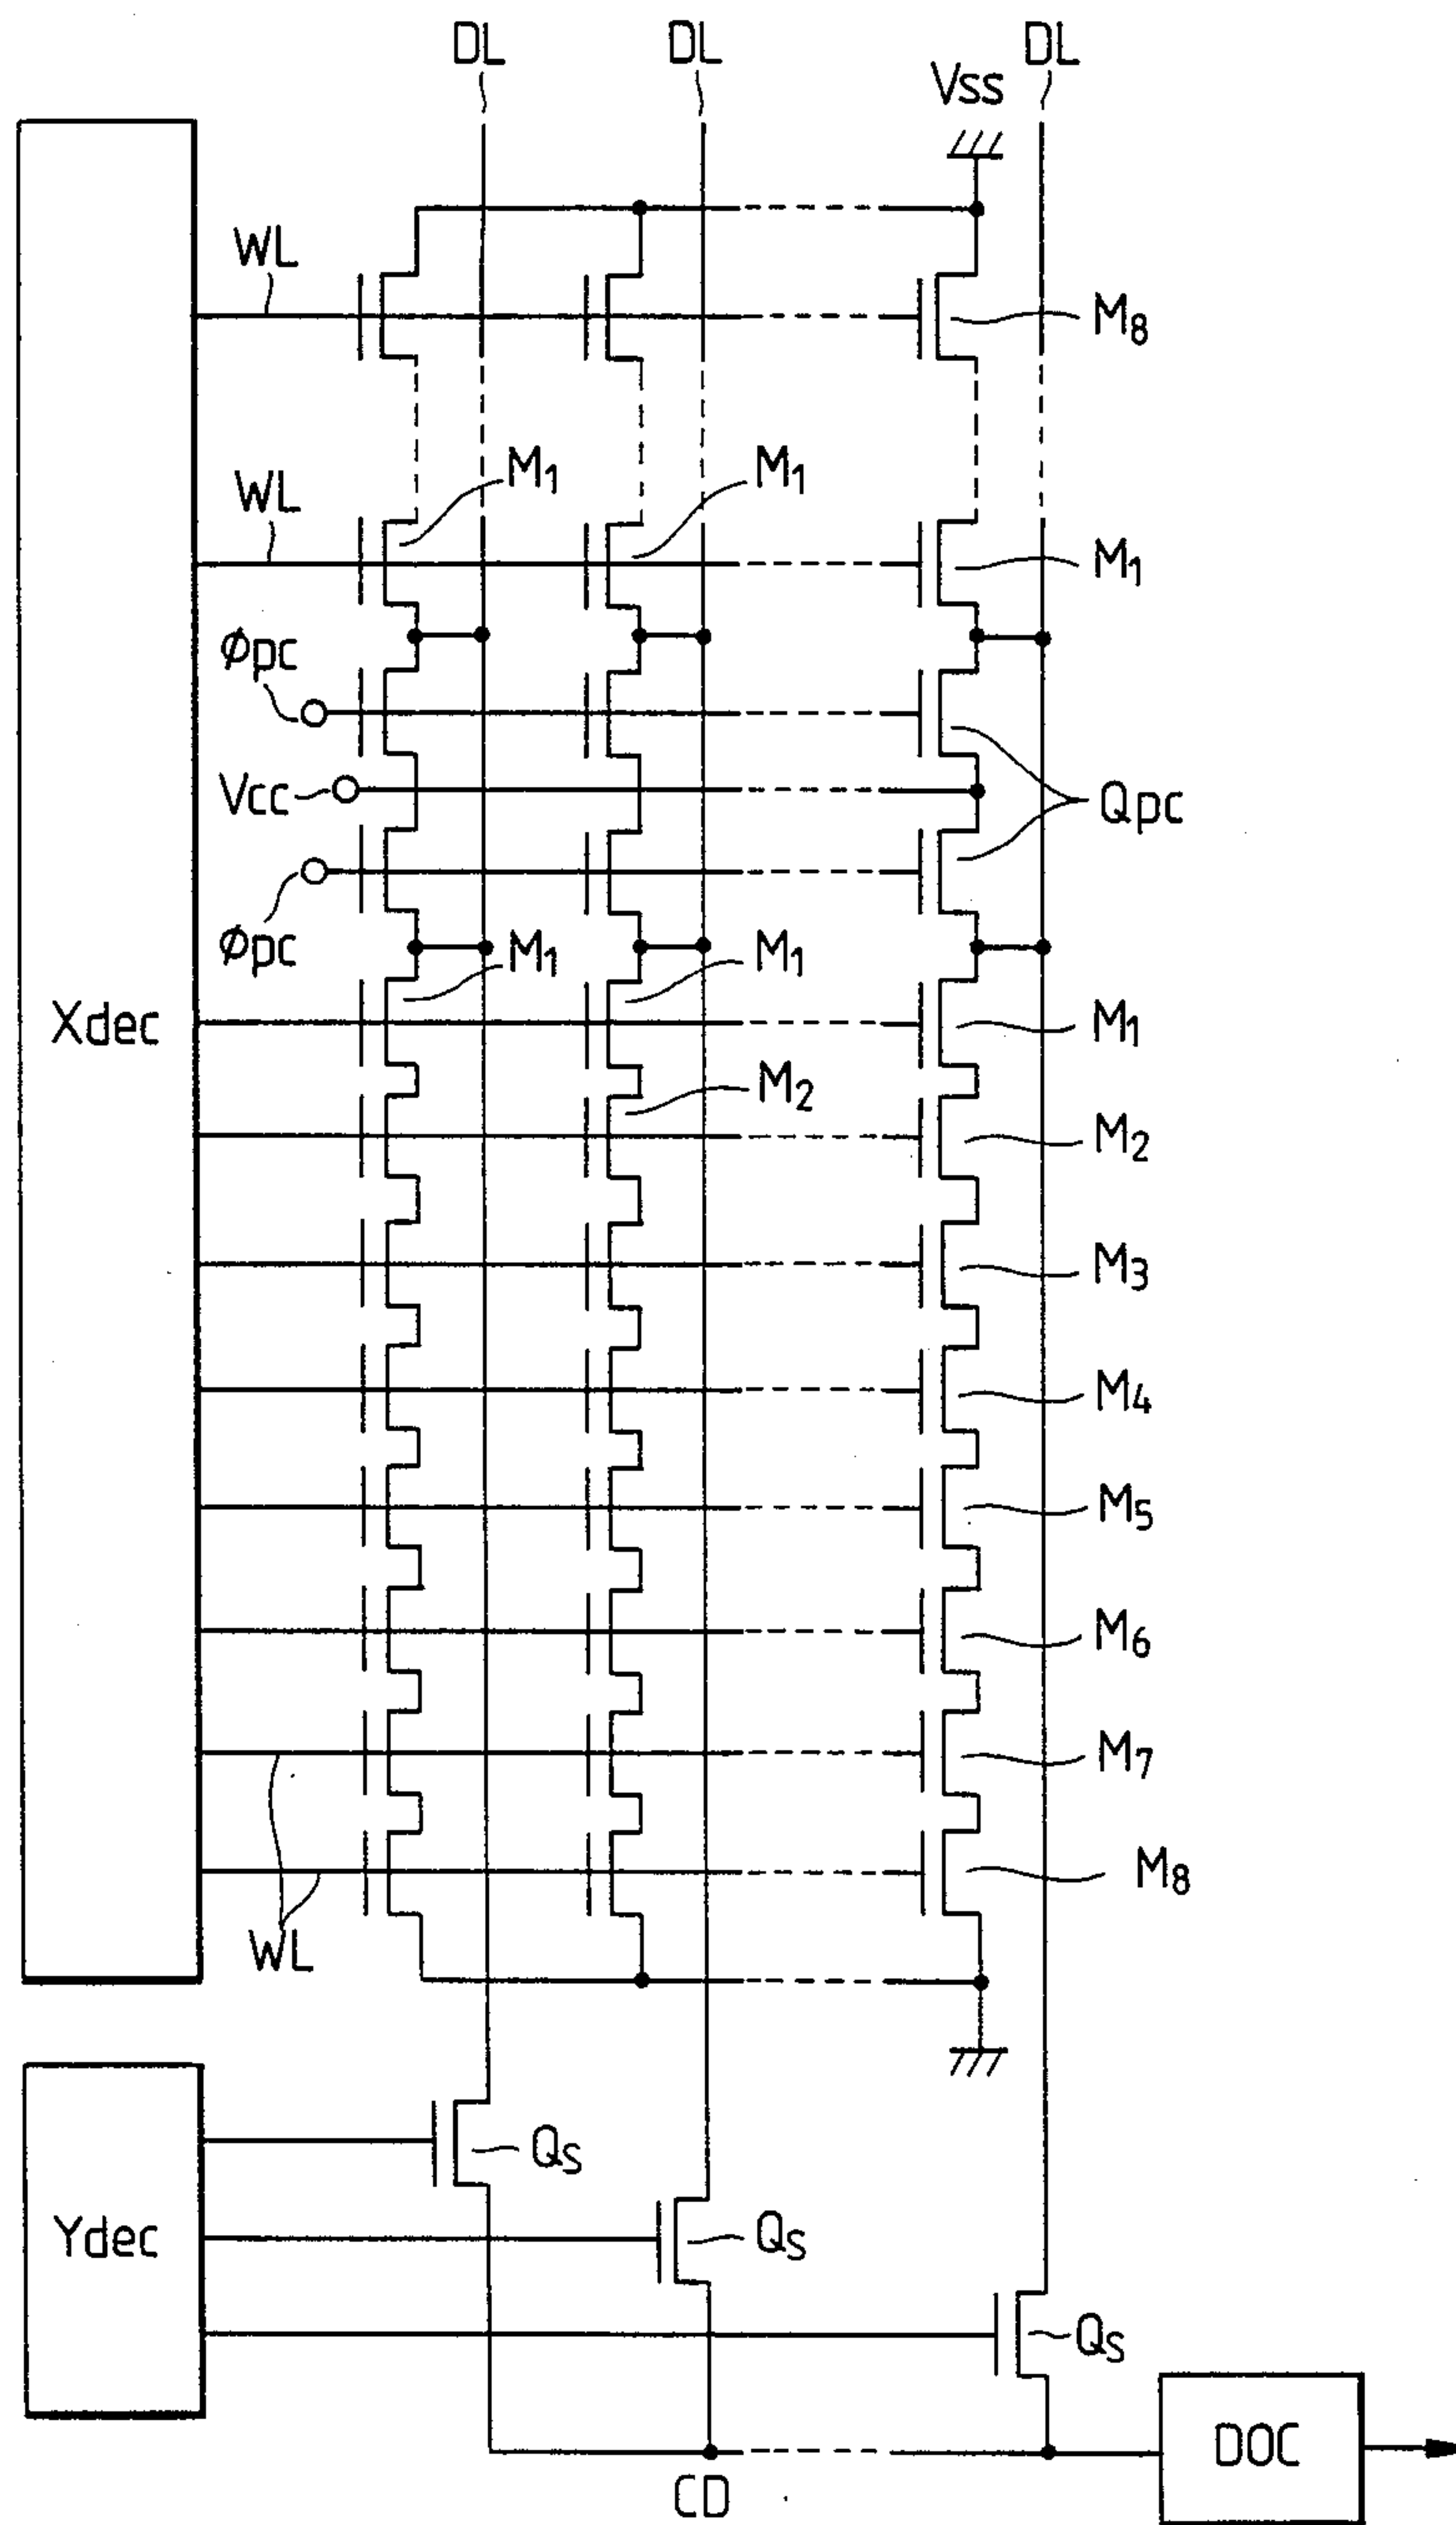 DL DL DL
Vss
WL
M8
WL M1 M1
M1
Φpc
Vcc
Qpc
Φpc M1 M1
Xdec
M1
M2
M2
M3
M4
M5
M6
M7
M8
WL
Qs
Ydec
Qs
Qs
DOC
CD